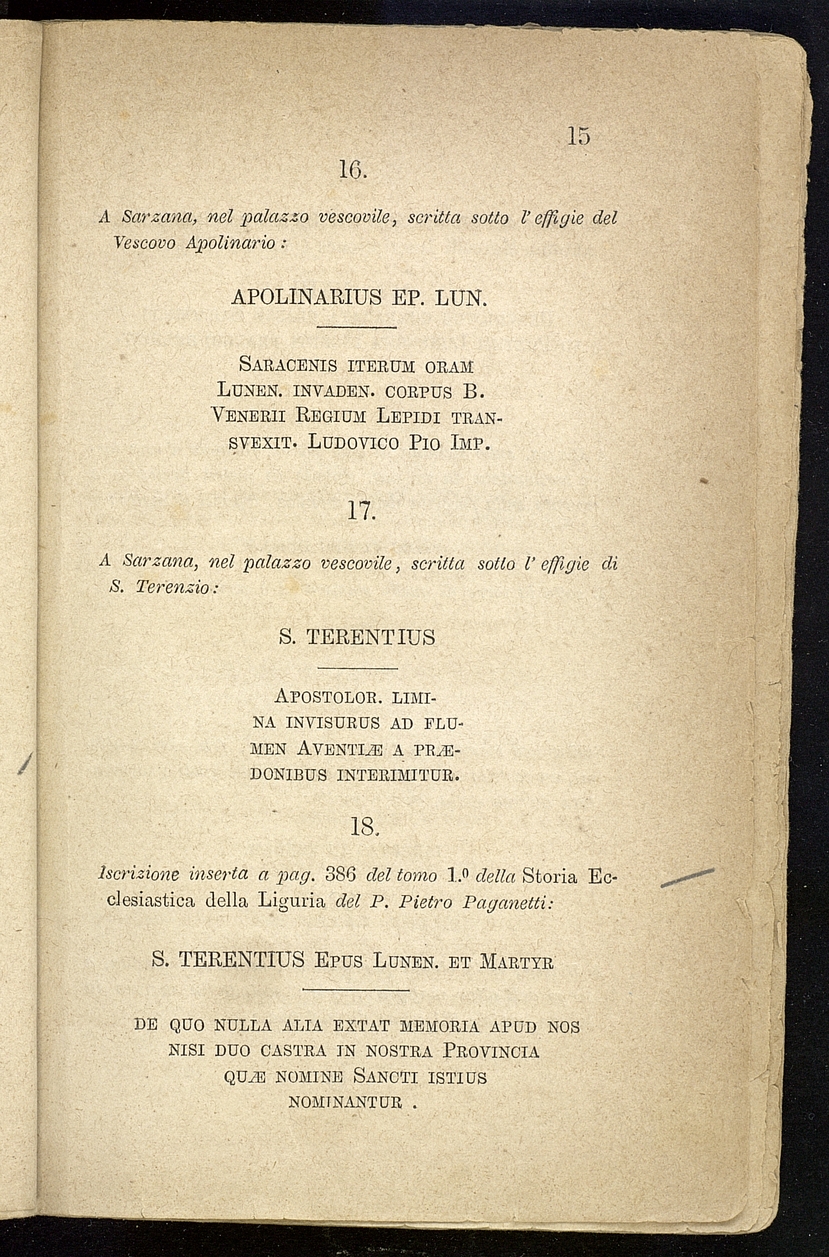 15
16.
A Sarzana, nel palazzo vescovile, scritta sotto l'effigie del
Vescovo Apolinario:
APOLINARIUS EP. LUN.
SARACENIS ITERUM ORAM
LUNEN. INVADEN. CORPUS B.
VENERII REGIUM LEPIDI TRAN-
SVEXIT. LUDOVICO PIO IMP.
17.
A Sarzana, nel palazzo vescovile, scritta sotto l'effigie di
S. Terenzio:
S. TERENTIUS
APOSTOLOR. LIMI-
NA INVISURUS AD FLU-
MEN AVENTIÆ A PRÆ-
DONIBUS INTERIMITUR.
18.
Iscrizione inserta a pag. 386 del tomo 1.º della Storia Ec-
clesiastica della Liguria del P. Pietro Paganetti:
S. TERENTIUS EPUS LUNEN. ET MARTYR
DE QUO NULLA ALIA EXTAT MEMORIA APUD NOS
NISI DUO CASTRA IN NOSTRA PROVINCIA
QUÆ NOMINE SANCTI ISTIUS
NOMINANTUR .